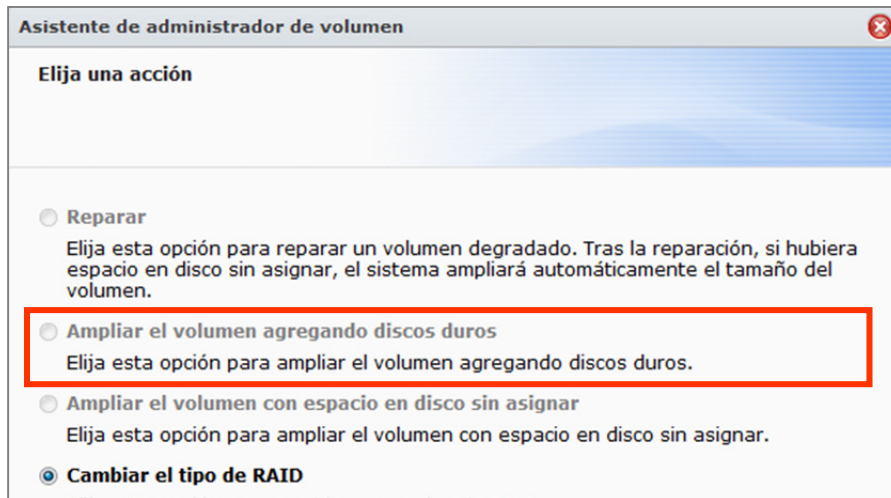 Asistente de administrador de volumen
Elija una acción
Reparar
Elija esta opción para reparar un volumen degradado. Tras la reparación, si hubiera
espacio en disco sin asignar, el sistema ampliará automáticamente el tamaño del
volumen.
Ampliar el volumen agregando discos duros
Elija esta opción para ampliar el volumen agregando discos duros.
Ampliar el volumen con espacio en disco sin asignar
Elija esta opción para ampliar el volumen con espacio en disco sin asignar.
Cambiar el tipo de RAID